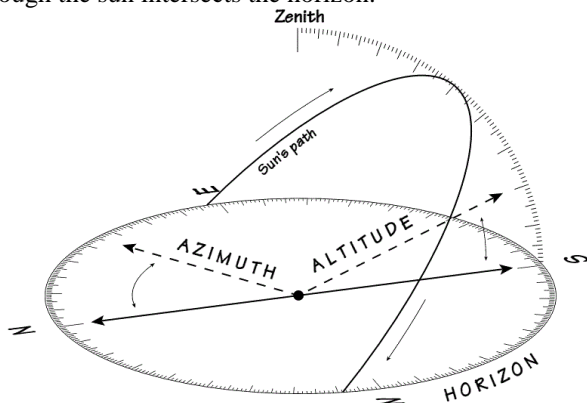 ough the sun intersects the horizon.
Zenith
Sun's path
E
AZIMUTH
ALTITUDE
S
N
HORIZON